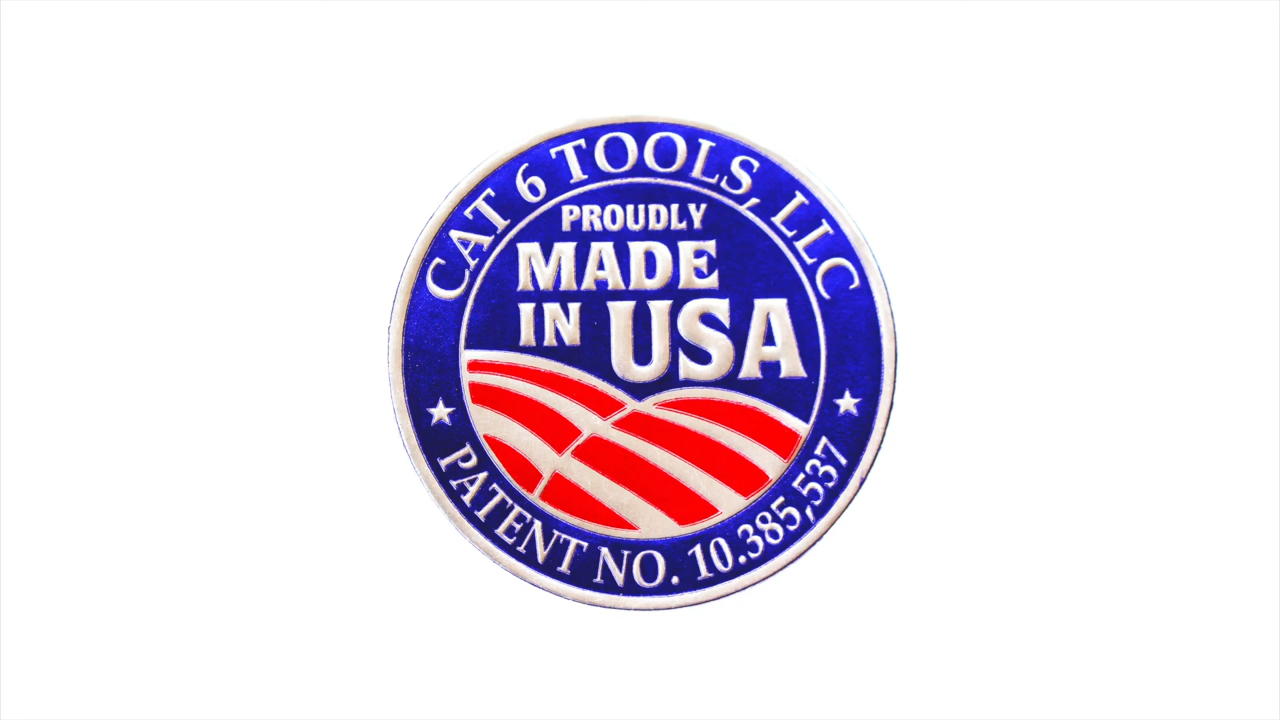 CAT 6 TOOLS, LLC
PROUDLY
MADE
IN USA
PATENT NO. 10.385,537